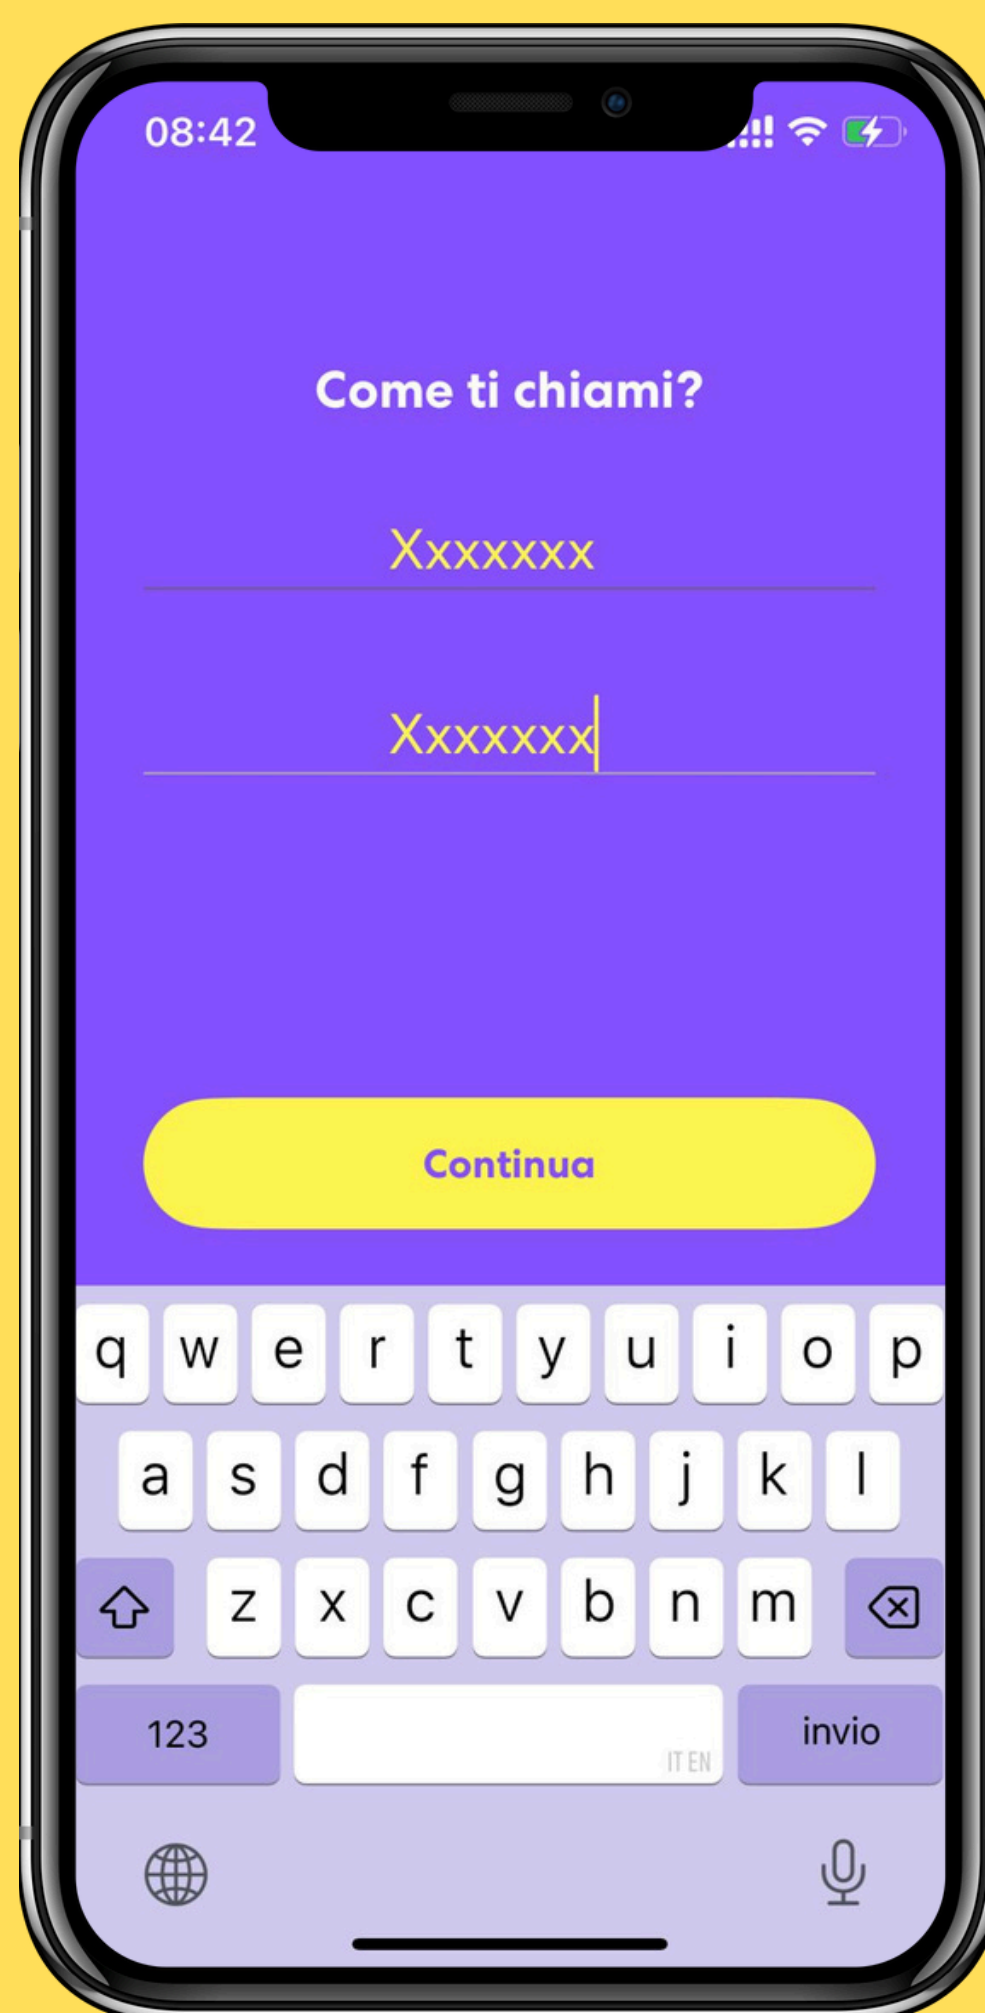 08:42
Come ti chiami?
Xxxxxxx
Xxxxxxx
Continua
q w e r t y u i o p
a s d f g h j k l
z x c v b n m
123
IT EN
invio